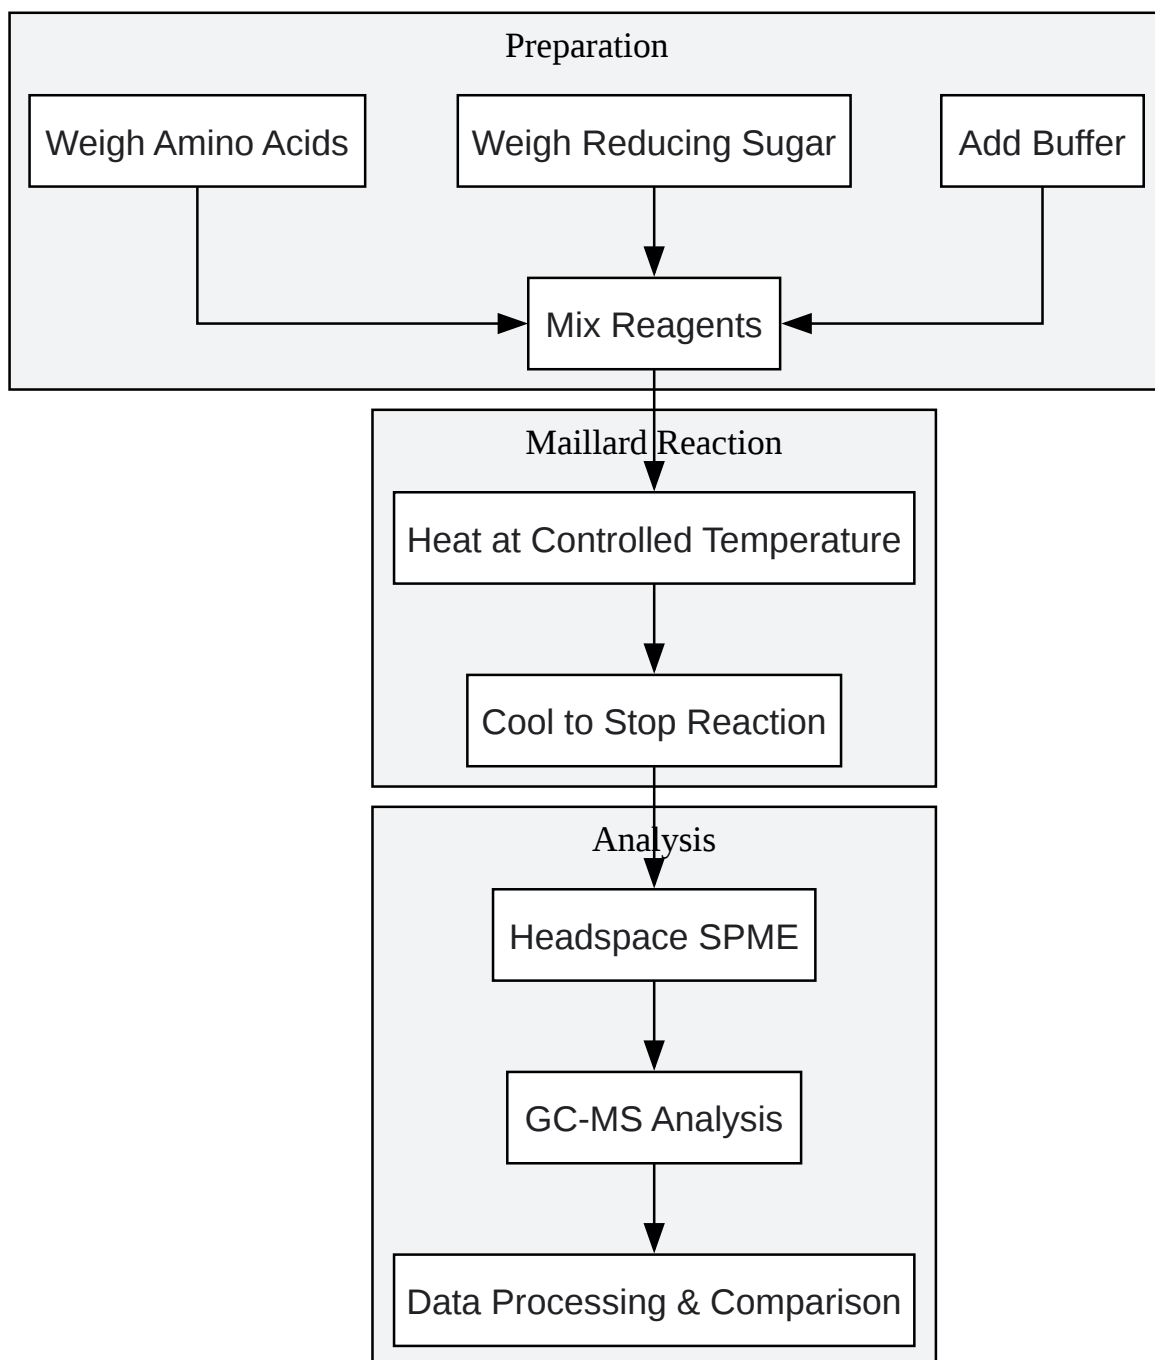 Preparation
Weigh Amino Acids
Weigh Reducing Sugar
Add Buffer
Mix Reagents
Maillard Reaction
Heat at Controlled Temperature
Cool to Stop Reaction
Analysis
Headspace SPME
GC-MS Analysis
Data Processing & Comparison